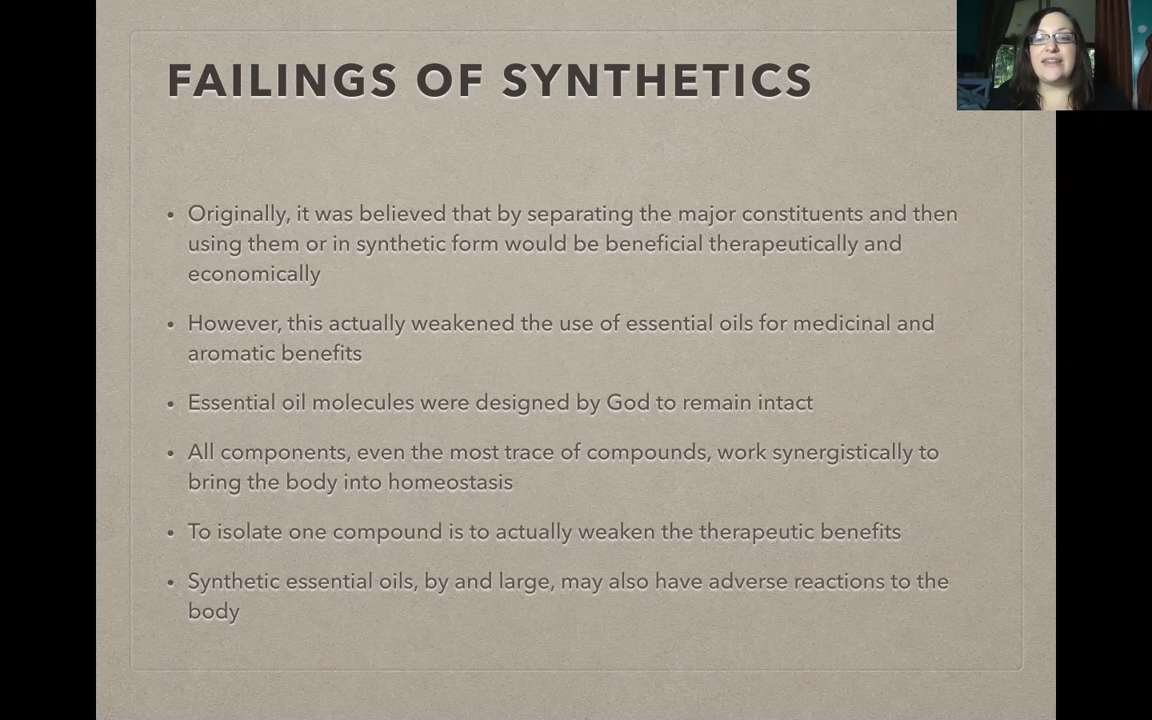 FAILINGS OF SYNTHETICS
• Originally, it was believed that by separating the major constituents and then
using them or in synthetic form would be beneficial therapeutically and
economically
• However, this actually weakened the use of essential oils for medicinal and
aromatic benefits
• Essential oil molecules were designed by God to remain intact
• All components, even the most trace of compounds, work synergistically to
bring the body into homeostasis
• To isolate one compound is to actually weaken the therapeutic benefits
• Synthetic essential oils, by and large, may also have adverse reactions to the
body